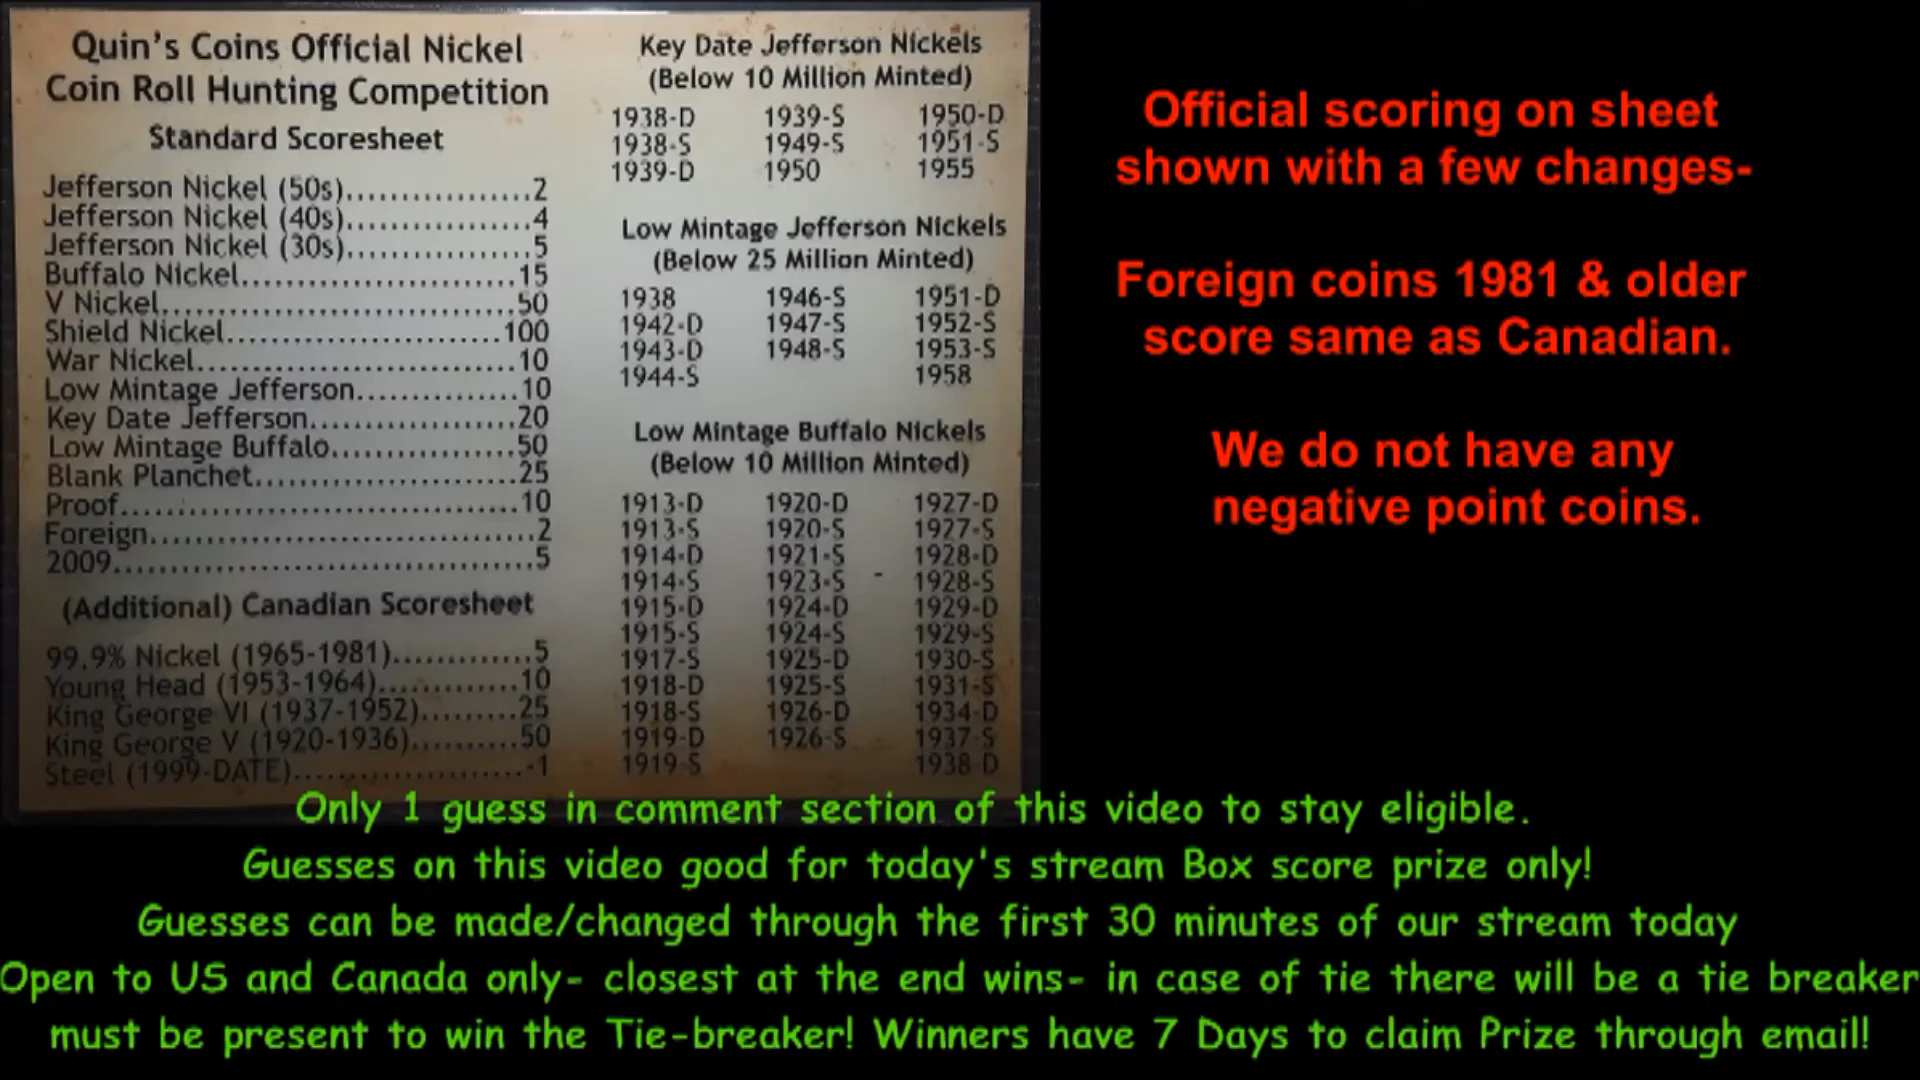 Quin's Coins Official Nickel
Coin Roll Hunting Competition
Standard Scoresheet
Jefferson Nickel (50s)....................2
Jefferson Nickel (40s)....................4
Jefferson Nickel (30s)....................5
Buffalo Nickel..............................15
V Nickel.......................................50
Shield Nickel..............................100
War Nickel...................................10
Low Mintage Jefferson................10
Key Date Jefferson.....................20
Low Mintage Buffalo...................50
Blank Planchet............................25
Proof...........................................10
Foreign..........................................2
2009..............................................5
(Additional) Canadian Scoresheet
99.9% Nickel (1965-1981).............5
Young Head (1953-1964).............10
King George VI (1937-1952).........25
King George V (1920-1936)..........50
Steel (1999-DATE).......................-1
Key Date Jefferson Nickels
(Below 10 Million Minted)
1938-D 1939-S 1950-D
1938-S 1949-S 1951-S
1939-D 1950 1955
Low Mintage Jefferson Nickels
(Below 25 Million Minted)
1938 1946-S 1951-D
1942-D 1947-S 1952-S
1943-D 1948-S 1953-S
1944-S 1958
Low Mintage Buffalo Nickels
(Below 10 Million Minted)
1913-D 1920-D 1927-D
1913-S 1920-S 1927-S
1914-D 1921-S 1928-D
1914-S 1923-S 1928-S
1915-D 1924-D 1929-D
1915-S 1924-S 1929-S
1917-S 1925-D 1930-S
1918-D 1925-S 1931-S
1918-S 1926-D 1934-D
1919-D 1926-S 1937-S
1919-S 1938-D
Official scoring on sheet
shown with a few changes-
Foreign coins 1981 & older
score same as Canadian.
We do not have any
negative point coins.
Only 1 guess in comment section of this video to stay eligible.
Guesses on this video good for today's stream Box score prize only!
Guesses can be made/changed through the first 30 minutes of our stream today
Open to US and Canada only- closest at the end wins- in case of tie there will be a tie breaker
must be present to win the Tie-breaker! Winners have 7 Days to claim Prize through email!